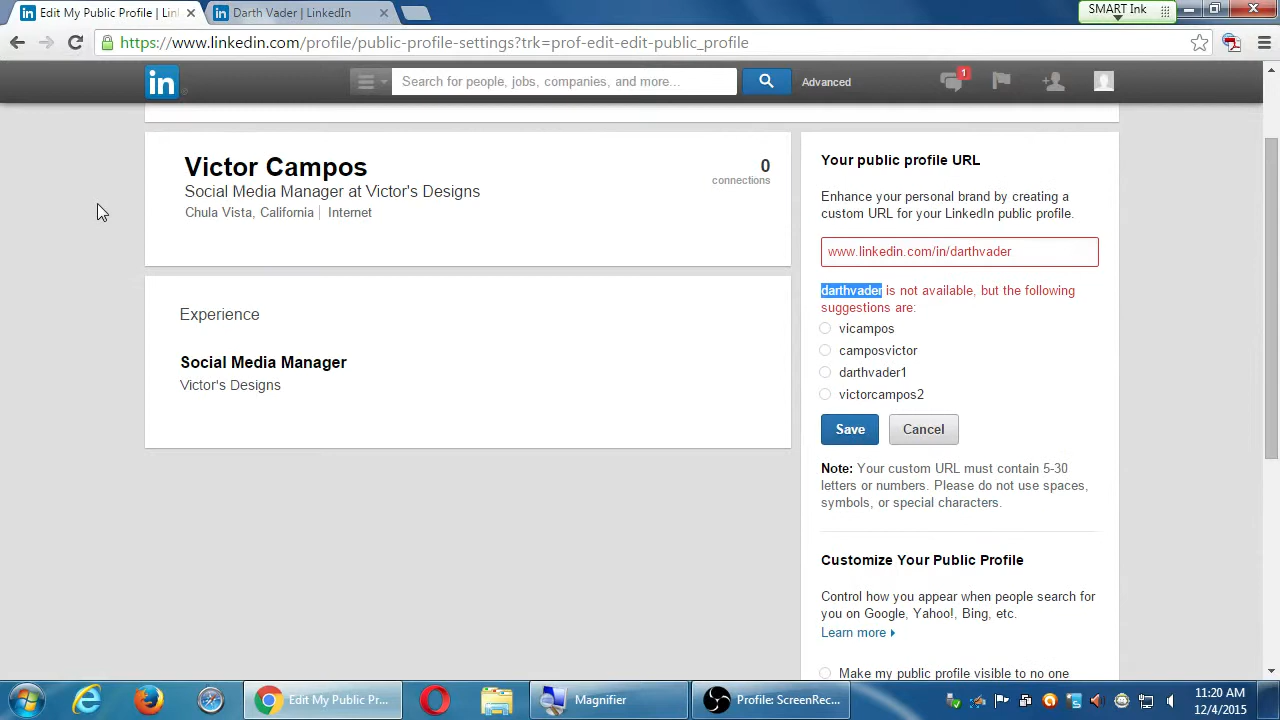 Edit My Public Profile | Lin
Darth Vader | LinkedIn
SMART Ink
https://www.linkedin.com/profile/public-profile-settings?trk=prof-edit-edit-public_profile
in
Search for people, jobs, companies, and more...
Advanced
1
Victor Campos
Social Media Manager at Victor's Designs
Chula Vista, California | Internet
0
connections
Experience
Social Media Manager
Victor's Designs
Your public profile URL
Enhance your personal brand by creating a
custom URL for your LinkedIn public profile.
www.linkedin.com/in/darthvader
darthvader is not available, but the following
suggestions are:
vicampos
camposvictor
darthvader1
victorcampos2
Save
Cancel
Note: Your custom URL must contain 5-30
letters or numbers. Please do not use spaces,
symbols, or special characters.
Customize Your Public Profile
Control how you appear when people search for
you on Google, Yahoo!, Bing, etc.
Learn more
Make my public profile visible to no one
Edit My Public Pr...
Magnifier
Profile: ScreenRec...
11:20 AM
12/4/2015